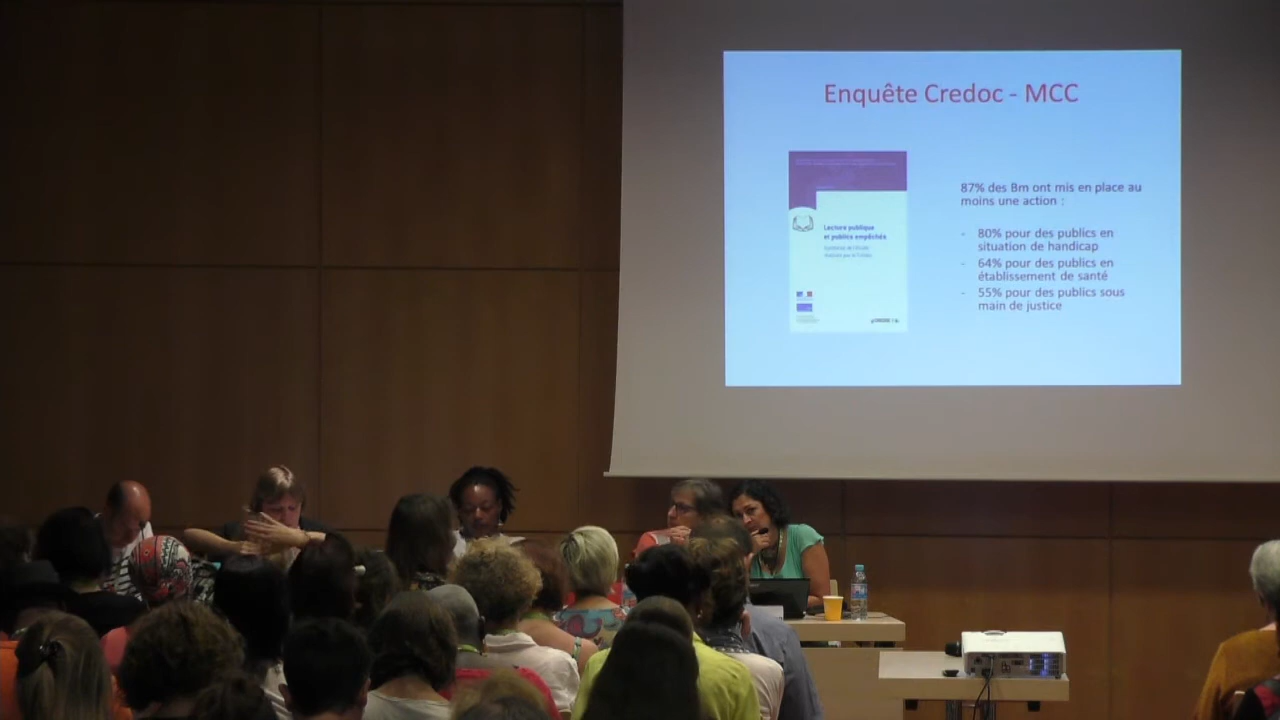 Enquête Credoc - MCC
87% des Bm ont mis en place au
moins une action :
- 80% pour des publics en
situation de handicap
- 64% pour des publics en
établissement de santé
- 55% pour des publics sous
main de justice
Lecture publique
et publics empêchés